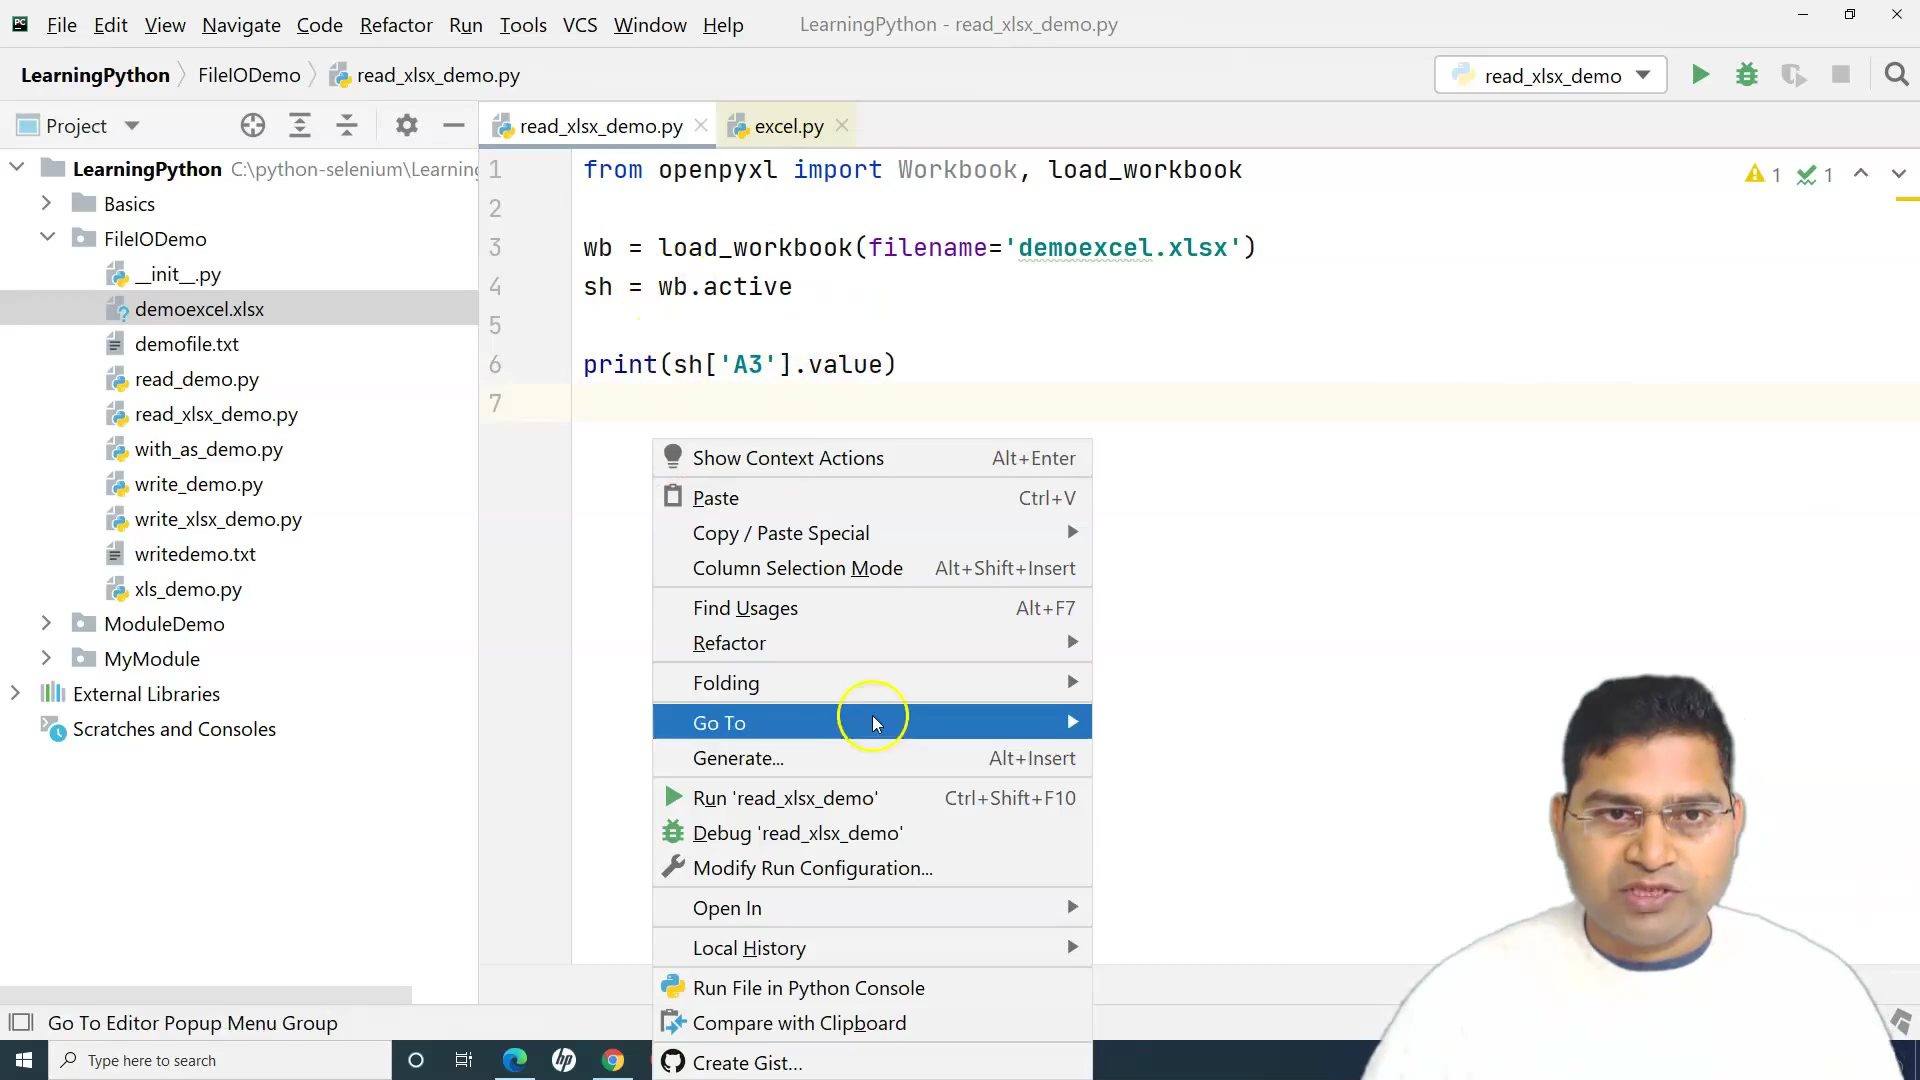 PC File Edit View Navigate Code Refactor Run Tools VCS Window Help LearningPython - read_xlsx_demo.py
LearningPython FileIODemo read_xlsx_demo.py read_xlsx_demo
Project read_xlsx_demo.py excel.py
LearningPython C:\python-selenium\Learning
Basics
FileIODemo
__init__.py
demoexcel.xlsx
demofile.txt
read_demo.py
read_xlsx_demo.py
with_as_demo.py
write_demo.py
write_xlsx_demo.py
writedemo.txt
xls_demo.py
ModuleDemo
MyModule
External Libraries
Scratches and Consoles
1 from openpyxl import Workbook, load_workbook
1 1
2
3 wb = load_workbook(filename='demoexcel.xlsx')
4 sh = wb.active
5
6 print(sh['A3'].value)
7
Show Context Actions Alt+Enter
Paste Ctrl+V
Copy / Paste Special
Column Selection Mode Alt+Shift+Insert
Find Usages Alt+F7
Refactor
Folding
Go To
Generate... Alt+Insert
Run 'read_xlsx_demo' Ctrl+Shift+F10
Debug 'read_xlsx_demo'
Modify Run Configuration...
Open In
Local History
Run File in Python Console
Compare with Clipboard
Create Gist...
Go To Editor Popup Menu Group
Type here to search hp